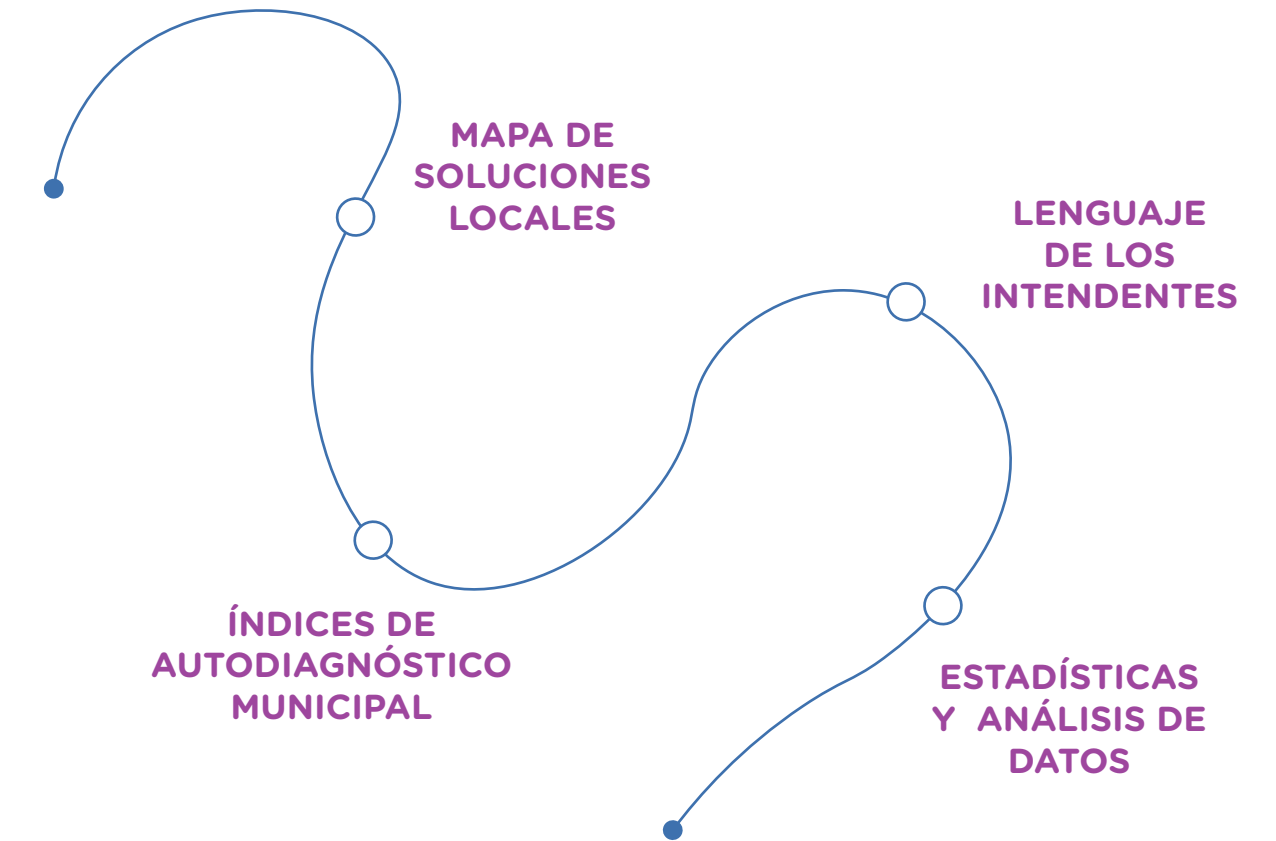 MAPA DE
SOLUCIONES
LOCALES
LENGUAJE
DE LOS
INTENDENTES
ÍNDICES DE
AUTODIAGNÓSTICO
MUNICIPAL
ESTADÍSTICAS
Y ANÁLISIS DE
DATOS